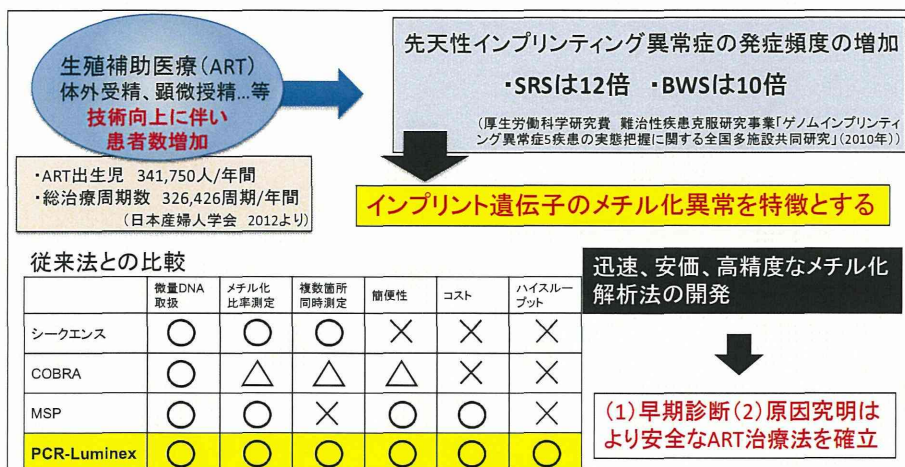 生殖補助医療(ART)
体外受精、顕微授精...等
技術向上に伴い
患者数増加
・ART出生児 341,750人/年間
・総治療周期数 326,426周期/年間
(日本産婦人学会 2012より)
先天性インプリンティング異常症の発症頻度の増加
・SRSは12倍 ・BWSは10倍
(厚生労働科学研究費 難治性疾患克服研究事業「ゲノムインプリンティ
ング異常症5疾患の実態把握に関する全国多施設共同研究」(2010年))
インプリント遺伝子のメチル化異常を特徴とする
従来法との比較
微量DNA取扱 メチル化比率測定 複数箇所同時測定 簡便性 コスト ハイスループット
シークエンス ○ ○ ○ × × ×
COBRA ○ △ △ △ × ×
MSP ○ ○ × ○ ○ ×
PCR-Luminex ○ ○ ○ ○ ○ ○
迅速、安価、高精度なメチル化
解析法の開発
(1)早期診断(2)原因究明は
より安全なART治療法を確立